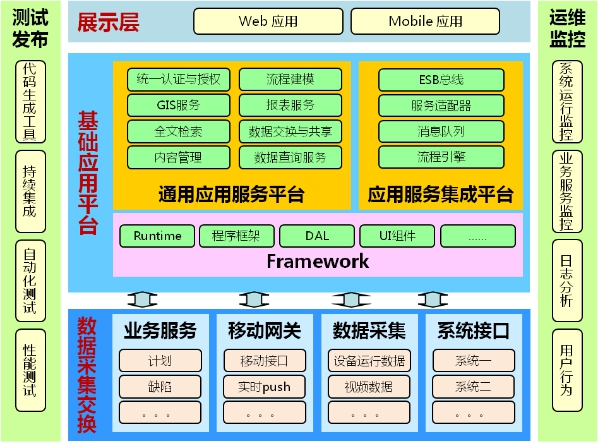 测试
发布
代码生成工具
持续集成
自动化测试
性能测试
展示层
Web 应用
Mobile 应用
基础应用平台
统一认证与授权
流程建模
GIS服务
报表服务
全文检索
数据交换与共享
内容管理
数据查询服务
通用应用服务平台
ESB总线
服务适配器
消息队列
流程引擎
应用服务集成平台
Runtime
程序框架
DAL
UI组件
……
Framework
数据采集交换
业务服务
计划
缺陷
。。。
移动网关
移动接口
实时push
。。。
数据采集
设备运行数据
视频数据
。。。
系统接口
系统一
系统二
。。。
运维
监控
系统运行监控
业务服务监控
日志分析
用户行为